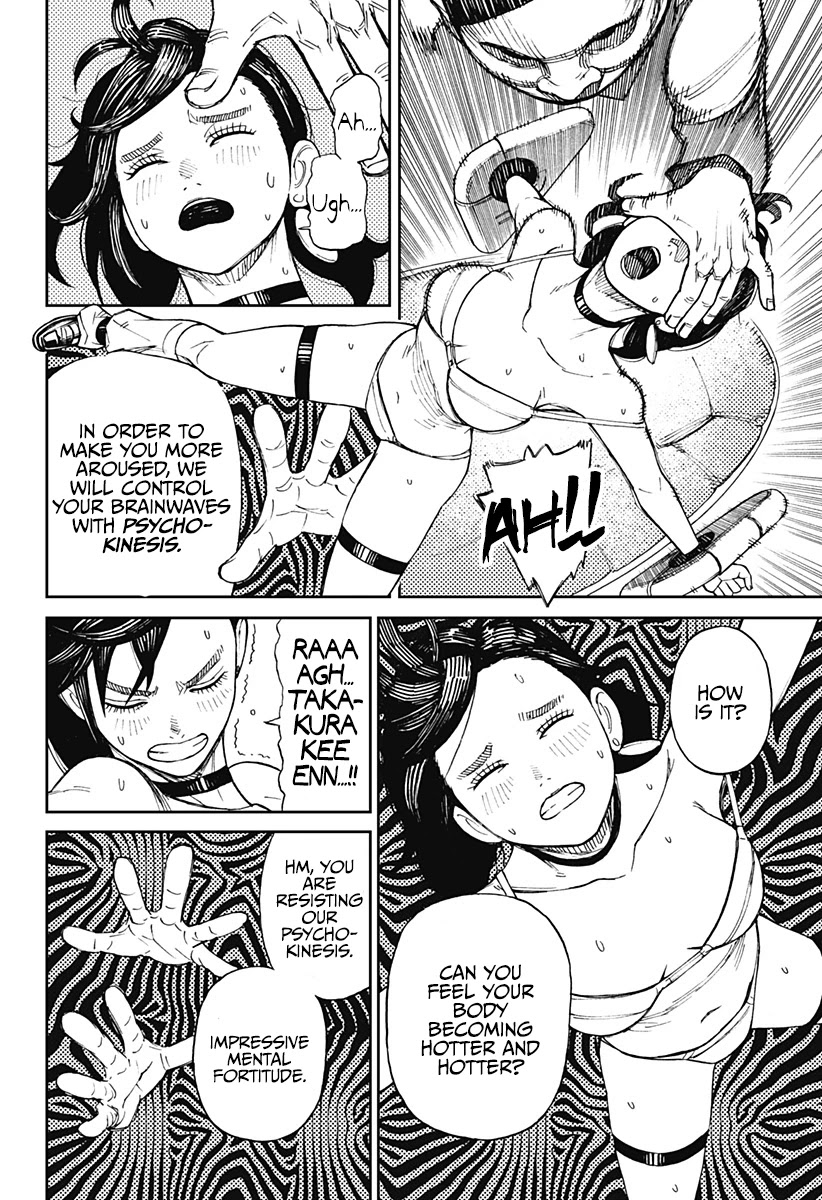 AH!!
Ah...
Ugh...
IN ORDER TO
MAKE YOU MORE
AROUSED, WE
WILL CONTROL
YOUR BRAINWAVES
WITH PSYCHO-
KINESIS.
HOW
IS IT?
CAN YOU
FEEL YOUR
BODY
BECOMING
HOTTER AND
HOTTER?
RAAA
AGH...
TAKA-
KURA
KEE
ENN...!!
HM, YOU
ARE
RESISTING
OUR
PSYCHO-
KINESIS.
IMPRESSIVE
MENTAL
FORTITUDE.